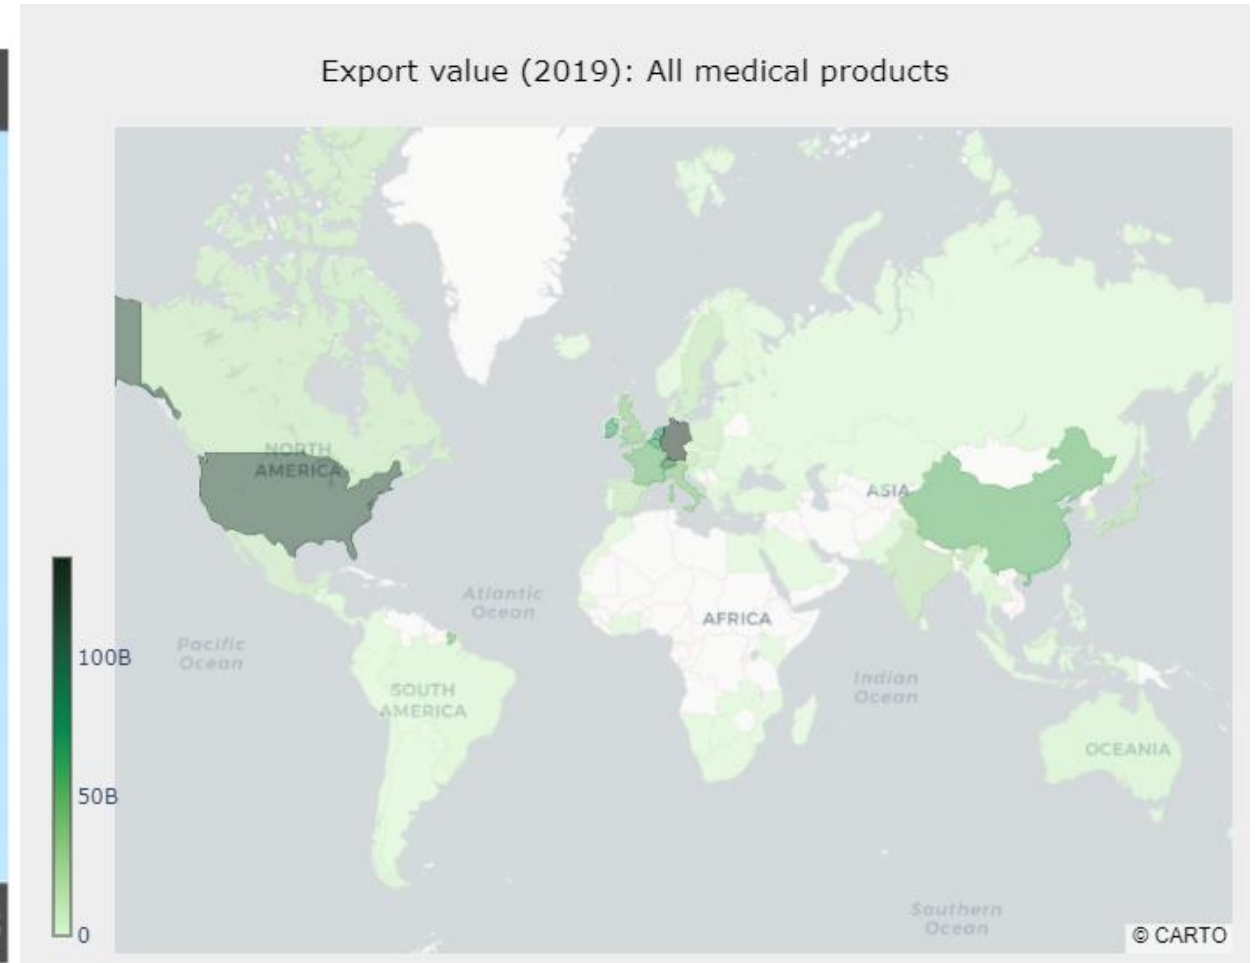 Export value (2019): All medical products
NORTH
AMERICA
ASIA
Atlantic
Ocean
AFRICA
Pacific
Ocean
100B
SOUTH
AMERICA
Indian
Ocean
OCEANIA
50B
Southern
Ocean
0
© CARTO